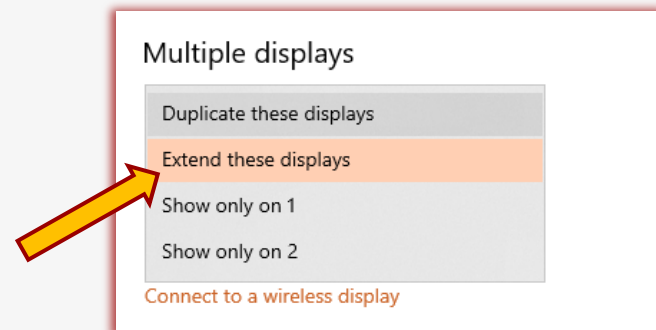 Multiple displays
Duplicate these displays
Extend these displays
Show only on 1
Show only on 2
Connect to a wireless display